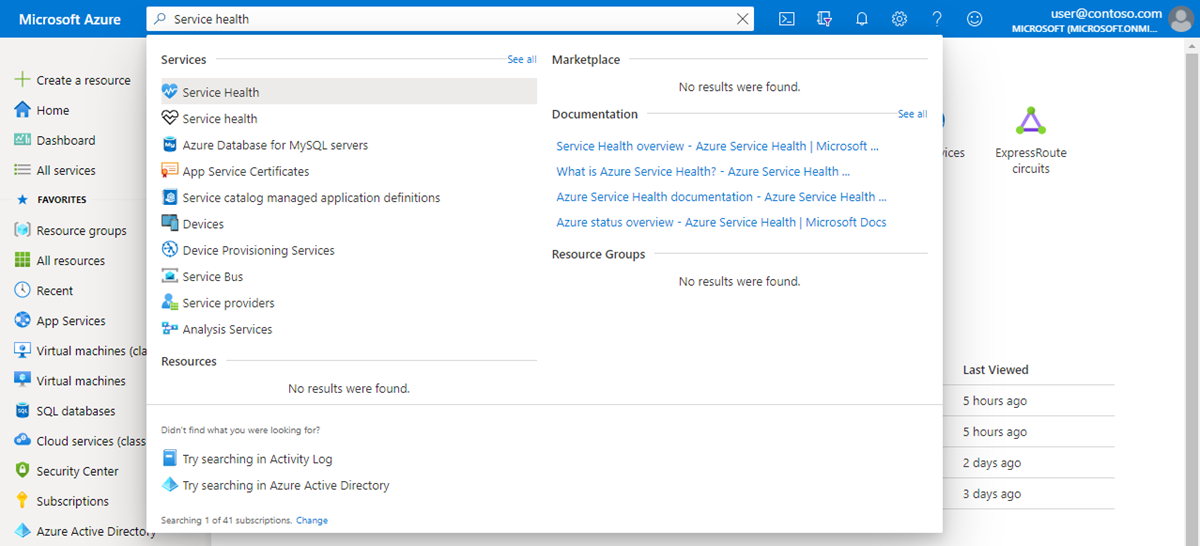 Microsoft Azure
Service health
user@contoso.com
MICROSOFT (MICROSOFT.ONMI...
Create a resource
Home
Dashboard
All services
FAVORITES
Resource groups
All resources
Recent
App Services
Virtual machines (cla
Virtual machines
SQL databases
Cloud services (class
Security Center
Subscriptions
Azure Active Directory
Services
See all
Service Health
Service health
Azure Database for MySQL servers
App Service Certificates
Service catalog managed application definitions
Devices
Device Provisioning Services
Service Bus
Service providers
Analysis Services
Resources
No results were found.
Marketplace
No results were found.
Documentation
See all
Service Health overview - Azure Service Health | Microsoft ...
What is Azure Service Health? - Azure Service Health ...
Azure Service Health documentation - Azure Service Health ...
Azure status overview - Azure Service Health | Microsoft Docs
Resource Groups
No results were found.
Didn't find what you were looking for?
Try searching in Activity Log
Try searching in Azure Active Directory
Searching 1 of 41 subscriptions. Change
ices
ExpressRoute
circuits
Last Viewed
5 hours ago
5 hours ago
2 days ago
3 days ago